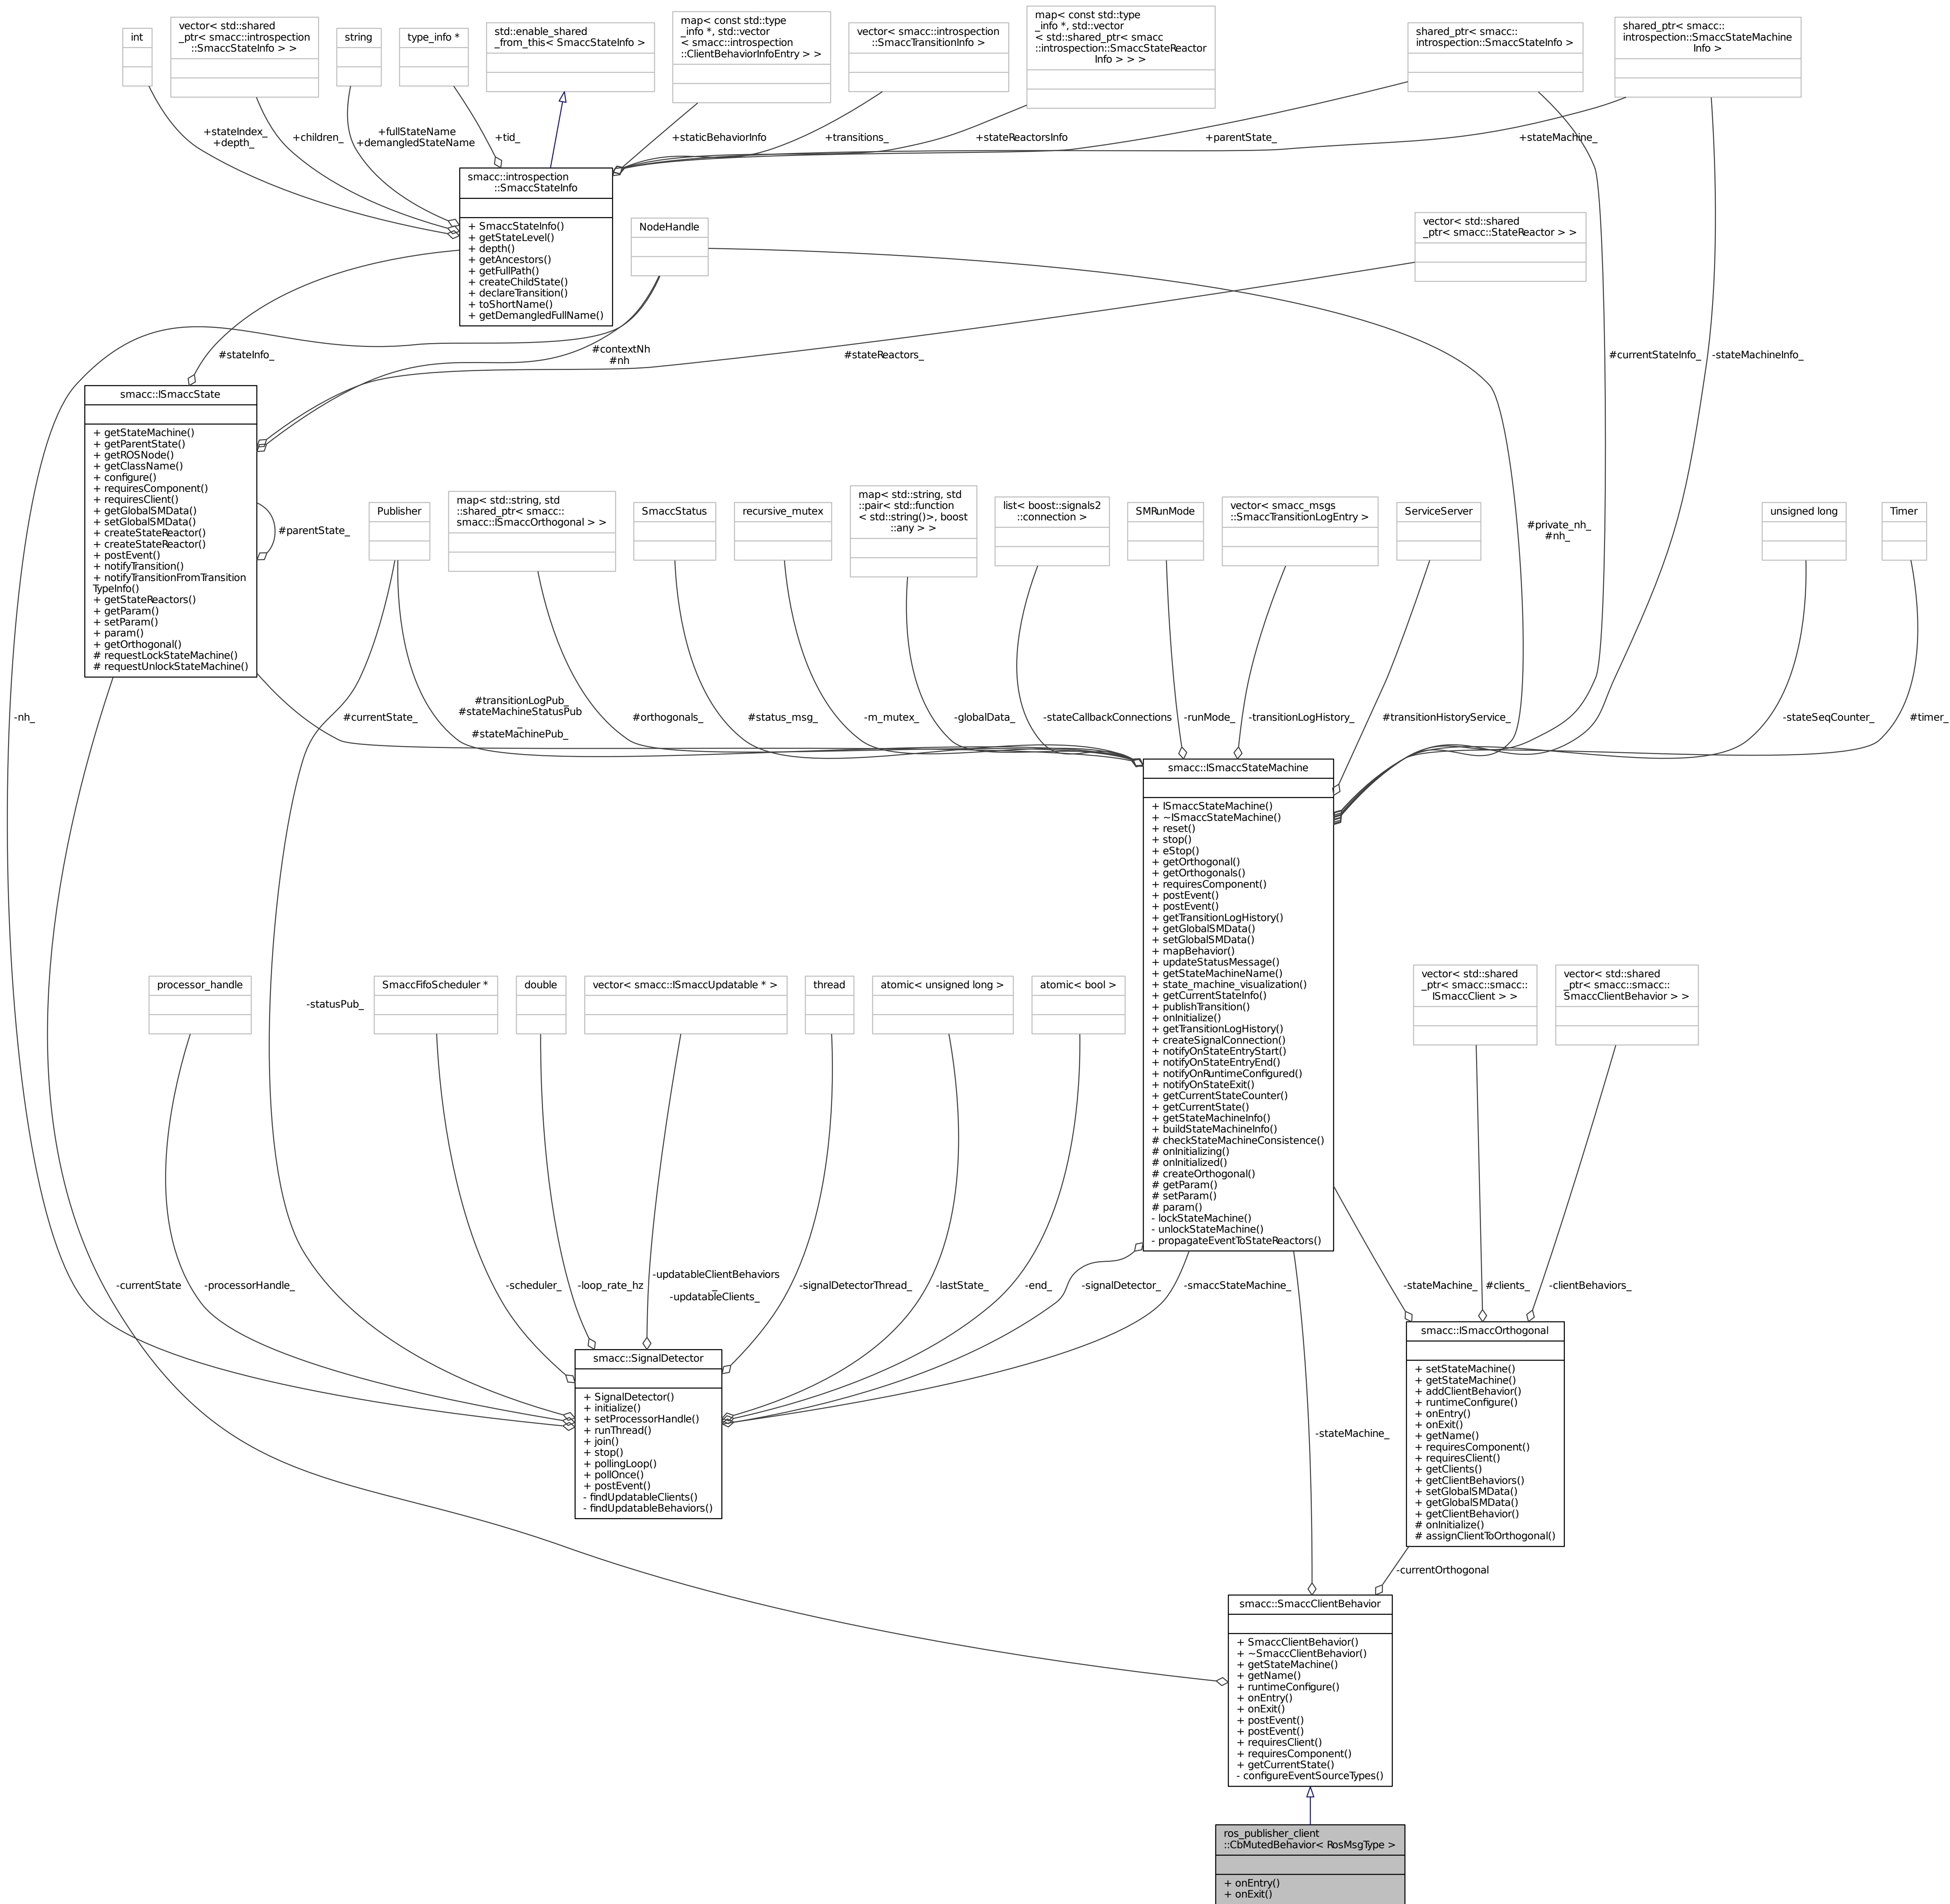 int
vector< std::shared
_ptr< smacc::introspection
::SmaccStateInfo > >
string
type_info *
std::enable_shared
_from_this< SmaccStateInfo >
map< const std::type
_info *, std::vector
< smacc::introspection
::ClientBehaviorInfoEntry > >
vector< smacc::introspection
::SmaccTransitionInfo >
map< const std::type
_info *, std::vector
< std::shared_ptr< smacc
::introspection::SmaccStateReactor
Info > > >
shared_ptr< smacc::
introspection::SmaccStateInfo >
shared_ptr< smacc::
introspection::SmaccStateMachine
Info >
+stateIndex_
+depth_
+children_
+fullStateName
+demangledStateName
+tid_
+staticBehaviorInfo
+transitions_
+stateReactorsInfo
+parentState_
+stateMachine_
smacc::introspection
::SmaccStateInfo
+ SmaccStateInfo()
+ getStateLevel()
+ depth()
+ getAncestors()
+ getFullPath()
+ createChildState()
+ declareTransition()
+ toShortName()
+ getDemangledFullName()
NodeHandle
vector< std::shared
_ptr< smacc::StateReactor > >
#stateInfo_
#contextNh
#nh
#stateReactors_
#currentStateInfo_
-stateMachineInfo_
smacc::ISmaccState
+ getStateMachine()
+ getParentState()
+ getROSNode()
+ getClassName()
+ configure()
+ requiresComponent()
+ requiresClient()
+ getGlobalSMData()
+ setGlobalSMData()
+ createStateReactor()
+ createStateReactor()
+ postEvent()
+ notifyTransition()
+ notifyTransitionFromTransition
TypeInfo()
+ getStateReactors()
+ getParam()
+ setParam()
+ param()
+ getOrthogonal()
# requestLockStateMachine()
# requestUnlockStateMachine()
#parentState_
Publisher
map< std::string, std
::shared_ptr< smacc::
smacc::ISmaccOrthogonal > >
SmaccStatus
recursive_mutex
map< std::string, std
::pair< std::function
< std::string()>, boost
::any > >
list< boost::signals2
::connection >
SMRunMode
vector< smacc_msgs
::SmaccTransitionLogEntry >
ServiceServer
#private_nh_
#nh_
unsigned long
Timer
-nh_
#currentState_
#transitionLogPub_
#stateMachineStatusPub
_
#stateMachinePub_
#orthogonals_
#status_msg_
-m_mutex_
-globalData_
-stateCallbackConnections
-runMode_
-transitionLogHistory_
#transitionHistoryService_
-stateSeqCounter_
#timer_
smacc::ISmaccStateMachine
+ ISmaccStateMachine()
+ ~ISmaccStateMachine()
+ reset()
+ stop()
+ eStop()
+ getOrthogonal()
+ getOrthogonals()
+ requiresComponent()
+ postEvent()
+ postEvent()
+ getTransitionLogHistory()
+ getGlobalSMData()
+ setGlobalSMData()
+ mapBehavior()
+ updateStatusMessage()
+ getStateMachineName()
+ state_machine_visualization()
+ getCurrentStateInfo()
+ publishTransition()
+ onInitialize()
+ getTransitionLogHistory()
+ createSignalConnection()
+ notifyOnStateEntryStart()
+ notifyOnStateEntryEnd()
+ notifyOnRuntimeConfigured()
+ notifyOnStateExit()
+ getCurrentStateCounter()
+ getCurrentState()
+ getStateMachineInfo()
+ buildStateMachineInfo()
# checkStateMachineConsistence()
# onInitializing()
# onInitialized()
# createOrthogonal()
# getParam()
# setParam()
# param()
- lockStateMachine()
- unlockStateMachine()
- propagateEventToStateReactors()
processor_handle
-statusPub_
SmaccFifoScheduler *
double
vector< smacc::ISmaccUpdatable * >
thread
atomic< unsigned long >
atomic< bool >
vector< std::shared
_ptr< smacc::smacc::
ISmaccClient > >
vector< std::shared
_ptr< smacc::smacc::
SmaccClientBehavior > >
-currentState
-processorHandle_
-scheduler_
-loop_rate_hz
-updatableClientBehaviors
_
-updatableClients_
-signalDetectorThread_
-lastState_
-end_
-signalDetector_
-smaccStateMachine_
-stateMachine_
#clients_
-clientBehaviors_
smacc::SignalDetector
+ SignalDetector()
+ initialize()
+ setProcessorHandle()
+ runThread()
+ join()
+ stop()
+ pollingLoop()
+ pollOnce()
+ postEvent()
- findUpdatableClients()
- findUpdatableBehaviors()
-stateMachine_
smacc::ISmaccOrthogonal
+ setStateMachine()
+ getStateMachine()
+ addClientBehavior()
+ runtimeConfigure()
+ onEntry()
+ onExit()
+ getName()
+ requiresComponent()
+ requiresClient()
+ getClients()
+ getClientBehaviors()
+ setGlobalSMData()
+ getGlobalSMData()
+ getClientBehavior()
# onInitialize()
# assignClientToOrthogonal()
-currentOrthogonal
smacc::SmaccClientBehavior
+ SmaccClientBehavior()
+ ~SmaccClientBehavior()
+ getStateMachine()
+ getName()
+ runtimeConfigure()
+ onEntry()
+ onExit()
+ postEvent()
+ postEvent()
+ requiresClient()
+ requiresComponent()
+ getCurrentState()
- configureEventSourceTypes()
ros_publisher_client
::CbMutedBehavior< RosMsgType >
+ onEntry()
+ onExit()